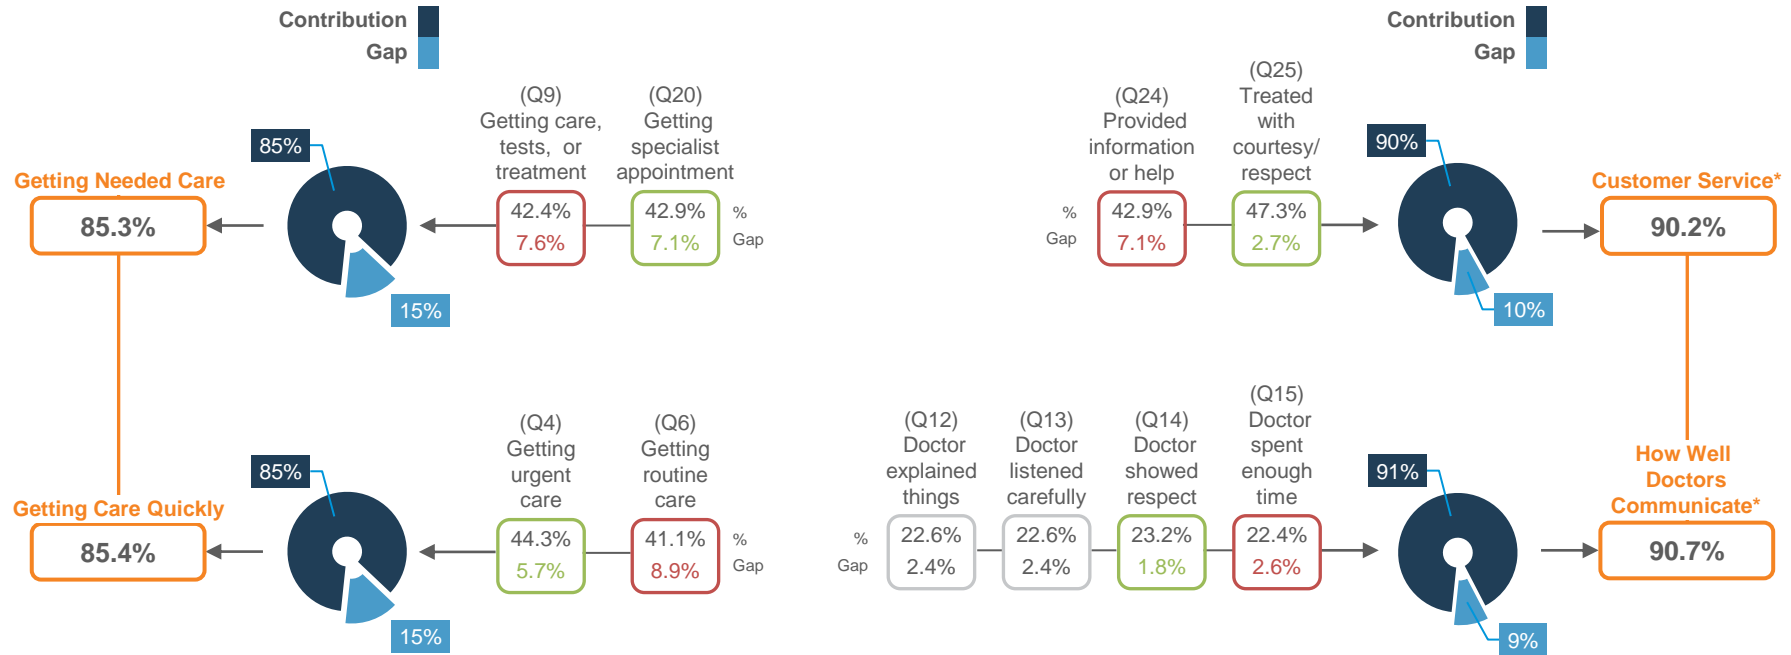 Contribution
Gap
Contribution
Gap
(Q9)
Getting care,
tests, or
treatment
(Q20)
Getting
specialist
appointment
85%
Getting Needed Care
85.3%
42.4%
7.6%
42.9%
7.1%
%
Gap
15%
(Q24)
Provided
information
or help
(Q25)
Treated
with
courtesy/
respect
%
Gap
42.9%
7.1%
47.3%
2.7%
90%
10%
Customer Service*
90.2%
(Q4)
Getting
urgent
care
(Q6)
Getting
routine
care
85%
Getting Care Quickly
85.4%
44.3%
5.7%
41.1%
8.9%
%
Gap
15%
(Q12)
Doctor
explained
things
(Q13)
Doctor
listened
carefully
(Q14)
Doctor
showed
respect
(Q15)
Doctor
spent
enough
time
%
Gap
22.6%
2.4%
22.6%
2.4%
23.2%
1.8%
22.4%
2.6%
91%
9%
How Well
Doctors
Communicate*
90.7%